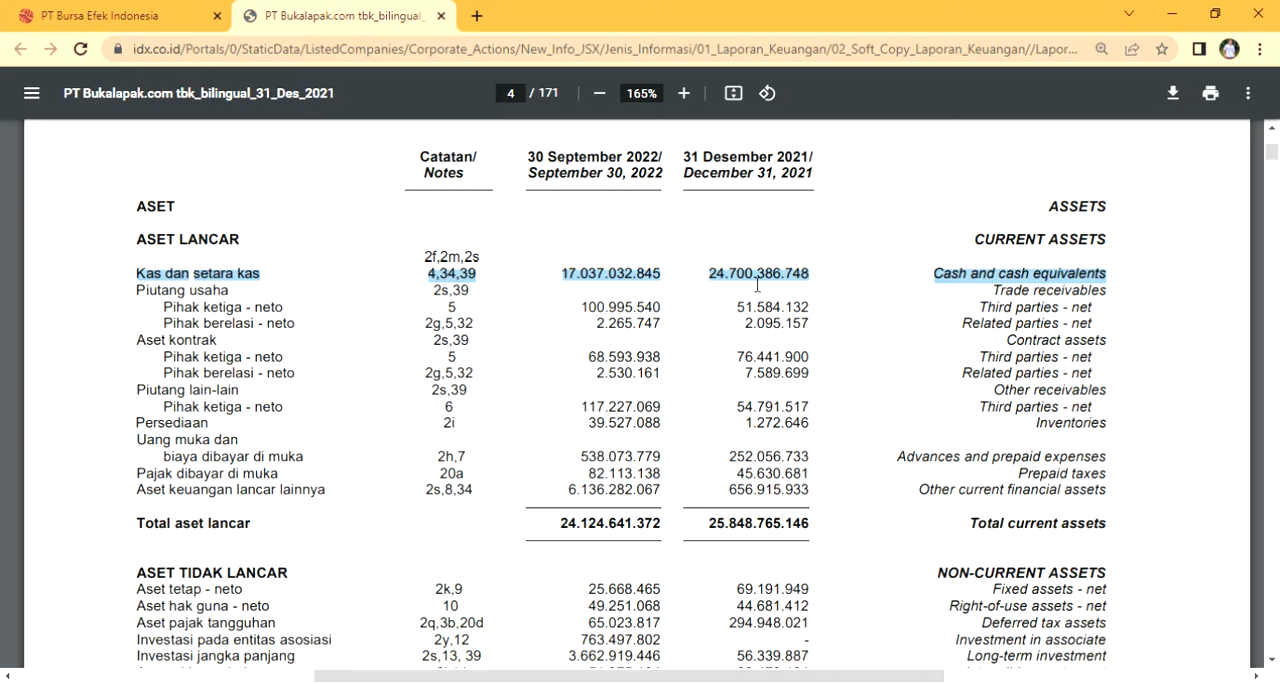 PT Bursa Efek Indonesia
PT Bukalapak.com tbk_bilingual_
idx.co.id/Portals/0/StaticData/ListedCompanies/Corporate_Actions/New_Info_JSX/Jenis_Informasi/01_Laporan_Keuangan/02_Soft_Copy_Laporan_Keuangan//Lapor...
PT Bukalapak.com tbk_bilingual_31_Des_2021 4 / 171 165%
Catatan/ 30 September 2022/ 31 Desember 2021/
Notes September 30, 2022 December 31, 2021
ASET ASSETS
ASET LANCAR CURRENT ASSETS
2f,2m,2s
Kas dan setara kas 4,34,39 17.037.032.845 24.700.386.748 Cash and cash equivalents
Piutang usaha 2s,39 Trade receivables
Pihak ketiga - neto 5 100.995.540 51.584.132 Third parties - net
Pihak berelasi - neto 2g,5,32 2.265.747 2.095.157 Related parties - net
Aset kontrak 2s,39 Contract assets
Pihak ketiga - neto 5 68.593.938 76.441.900 Third parties - net
Pihak berelasi - neto 2g,5,32 2.530.161 7.589.699 Related parties - net
Piutang lain-lain 2s,39 Other receivables
Pihak ketiga - neto 6 117.227.069 54.791.517 Third parties - net
Persediaan 2i 39.527.088 1.272.646 Inventories
Uang muka dan
biaya dibayar di muka 2h,7 538.073.779 252.056.733 Advances and prepaid expenses
Pajak dibayar di muka 20a 82.113.138 45.630.681 Prepaid taxes
Aset keuangan lancar lainnya 2s,8,34 6.136.282.067 656.915.933 Other current financial assets
Total aset lancar 24.124.641.372 25.848.765.146 Total current assets
ASET TIDAK LANCAR NON-CURRENT ASSETS
Aset tetap - neto 2k,9 25.668.465 69.191.949 Fixed assets - net
Aset hak guna - neto 10 49.251.068 44.681.412 Right-of-use assets - net
Aset pajak tangguhan 2q,3b,20d 65.023.817 294.948.021 Deferred tax assets
Investasi pada entitas asosiasi 2y,12 763.497.802 - Investment in associate
Investasi jangka panjang 2s,13, 39 3.662.919.446 56.339.887 Long-term investment